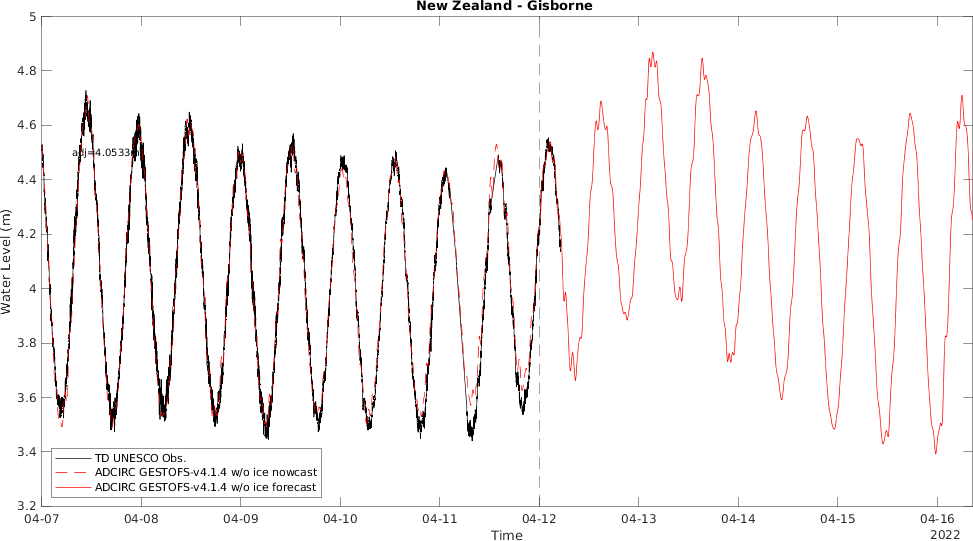 New Zealand - Gisborne
5
4.8
4.6
4.4
4.2
4
3.8
3.6
3.4
3.2
Water Level (m)
adj=4.0533m
TD UNESCO Obs.
ADCIRC GESTOFS-v4.1.4 w/o ice nowcast
ADCIRC GESTOFS-v4.1.4 w/o ice forecast
04-07 04-08 04-09 04-10 04-11 04-12 04-13 04-14 04-15 04-16
2022
Time